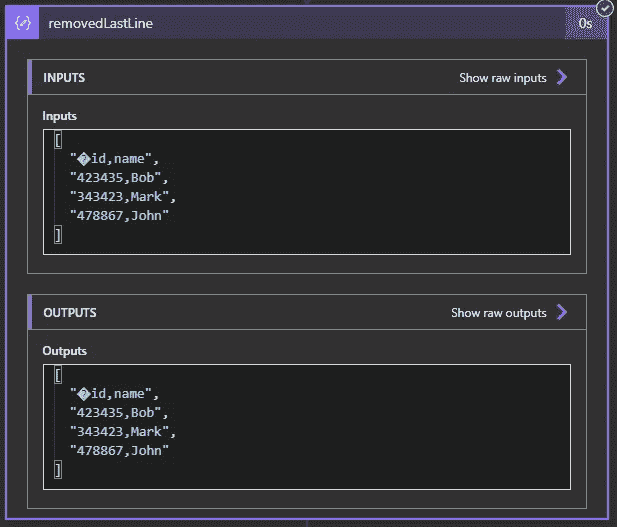 removedLastLine
0s
INPUTS
Show raw inputs
Inputs
[
"�id,name",
"423435,Bob",
"343423,Mark",
"478867,John"
]
OUTPUTS
Show raw outputs
Outputs
[
"�id,name",
"423435,Bob",
"343423,Mark",
"478867,John"
]